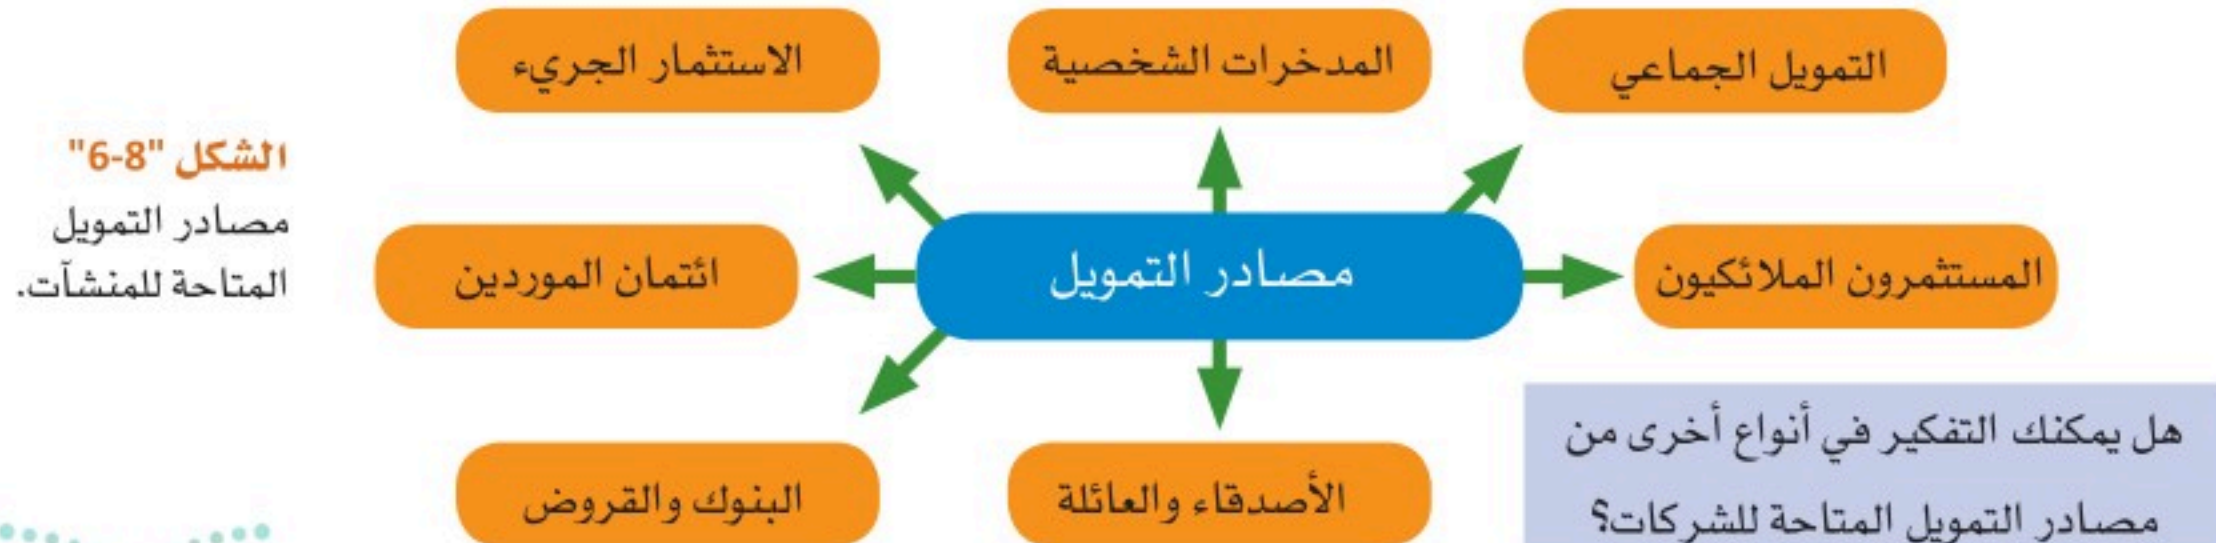 التمويل الجماعي
المدخرات الشخصية
الاستثمار الجريء
الشكل "8-6"
مصادر التمويل
المتاحة للمنشآت.
المستثمرون الملائكيون
مصادر التمويل
ائتمان الموردين
هل يمكنك التفكير في أنواع أخرى من
مصادر التمويل المتاحة للشركات؟
الأصدقاء والعائلة
البنوك والقروض